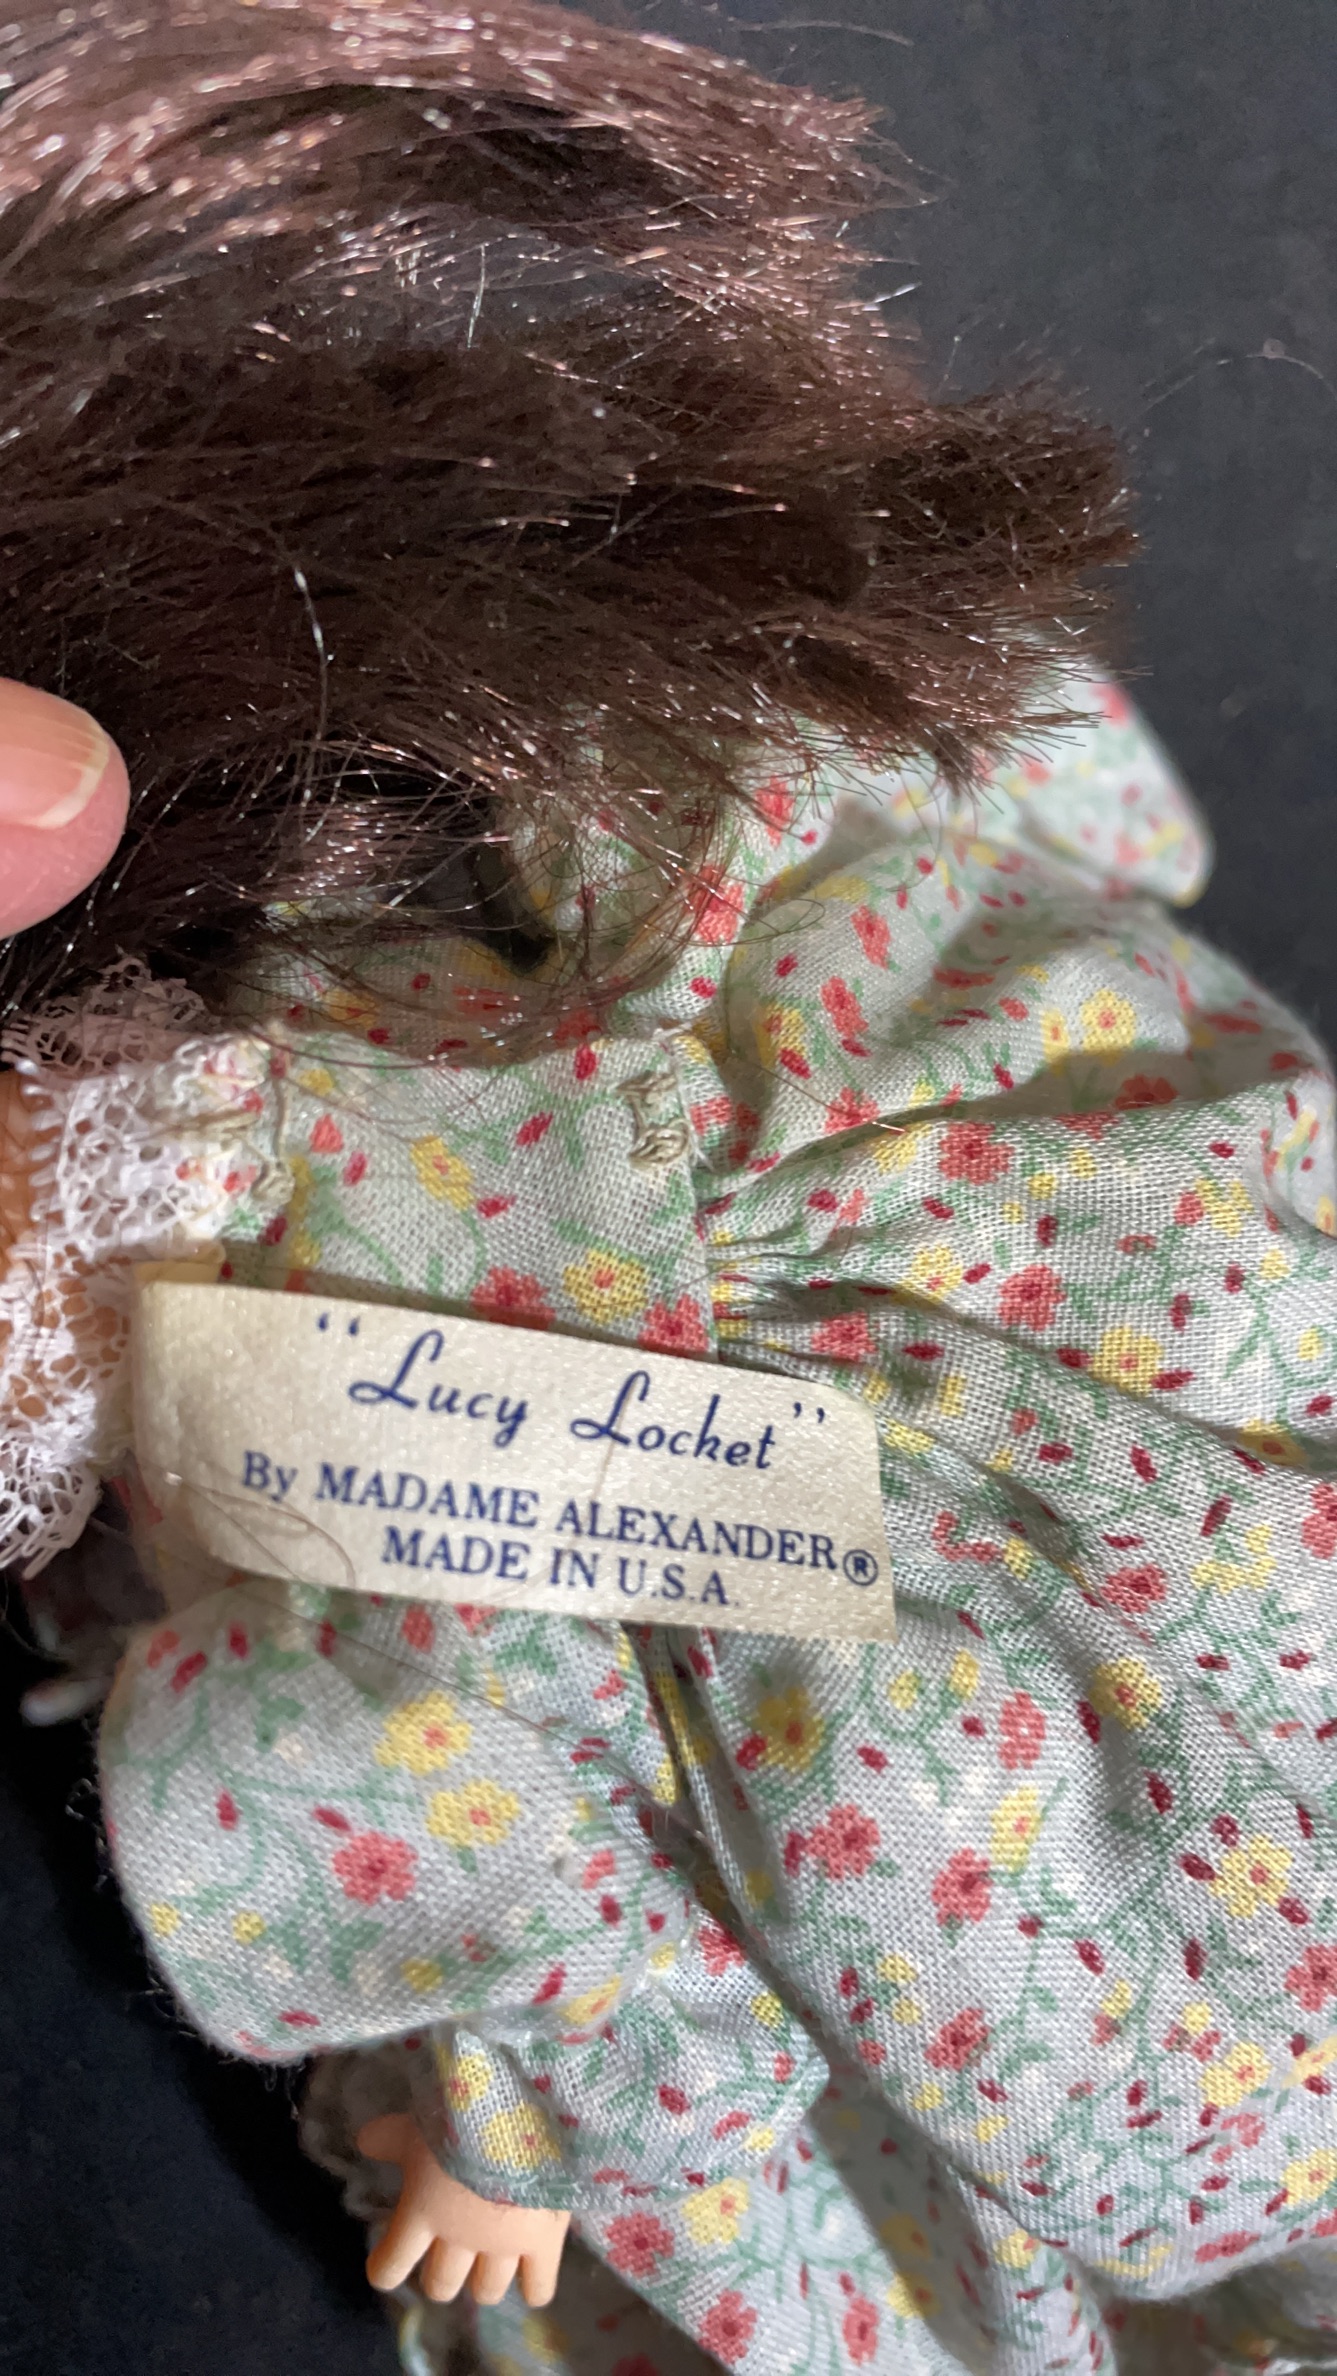 “Lucy Locket”
By MADAME ALEXANDER®
MADE IN U.S.A.